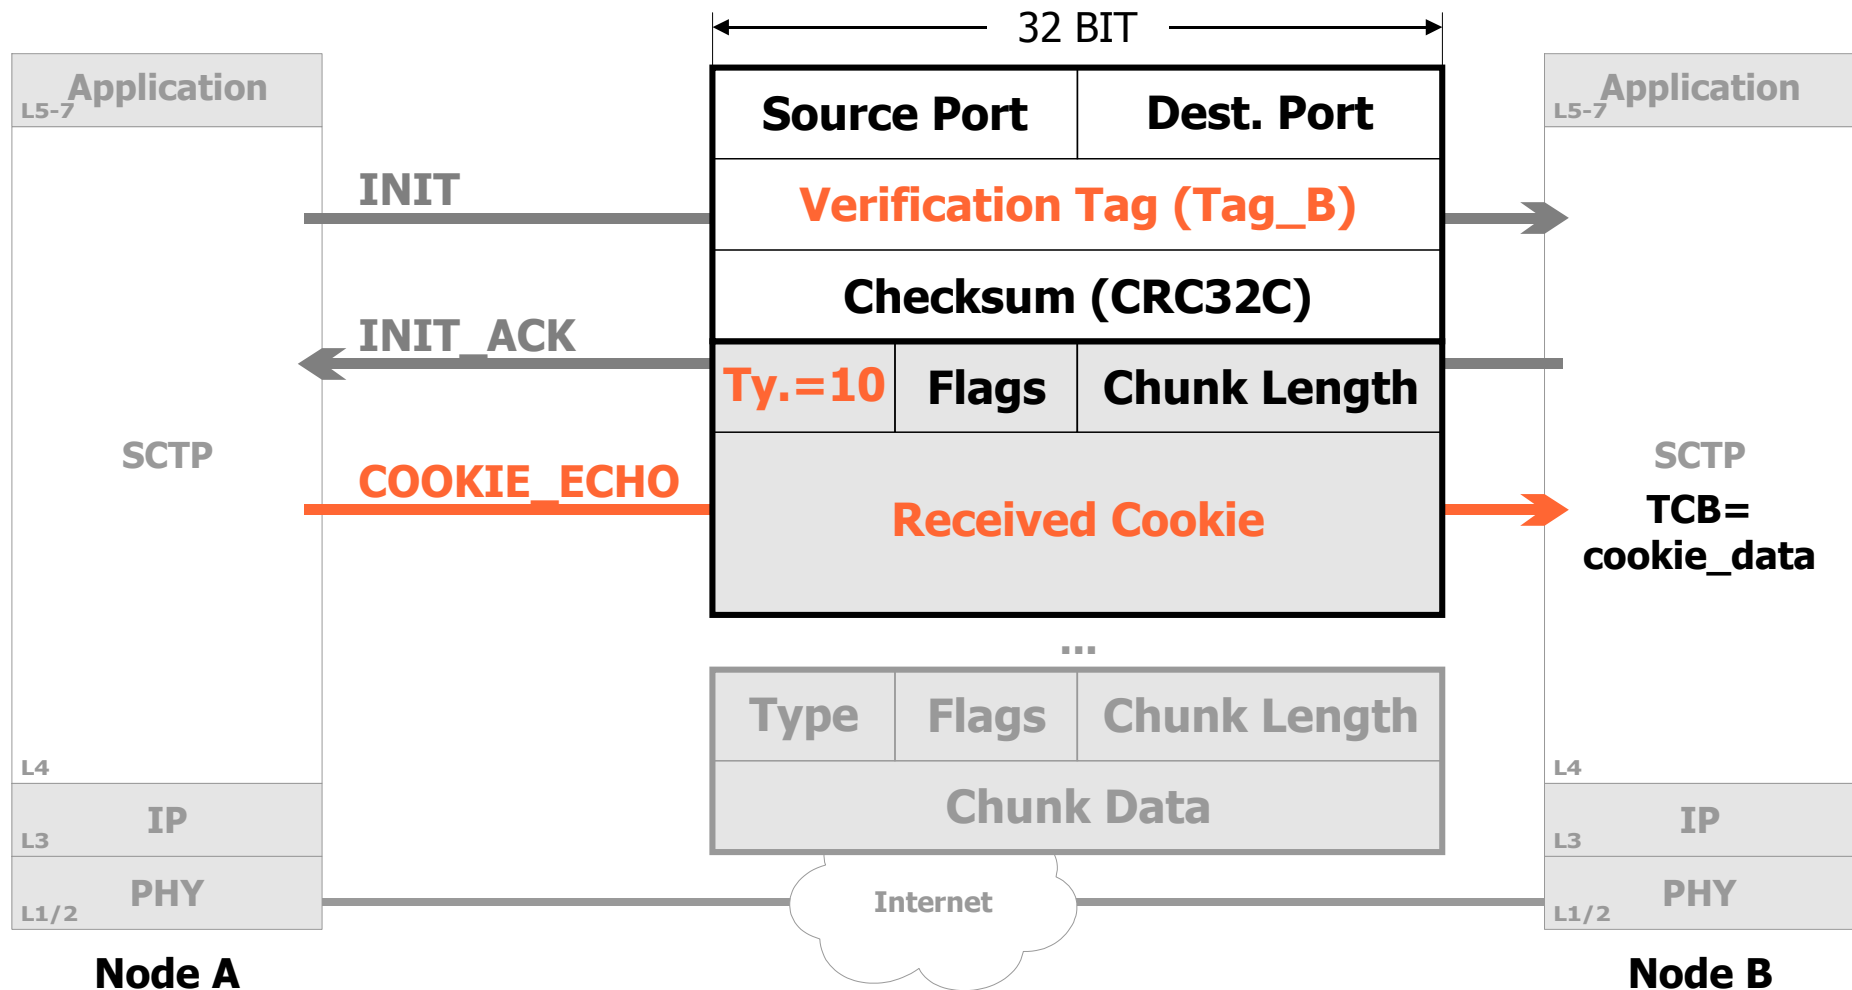 32 BIT
Application
L5-7
Source Port
Dest. Port
Application
L5-7
INIT
Verification Tag (Tag_B)
Checksum (CRC32C)
INIT_ACK
Ty.=10
Flags
Chunk Length
SCTP
COOKIE_ECHO
Received Cookie
SCTP
TCB=
cookie_data
...
Type
Flags
Chunk Length
Chunk Data
L4
IP
L3
PHY
L1/2
Internet
L4
IP
L3
PHY
L1/2
Node A
Node B